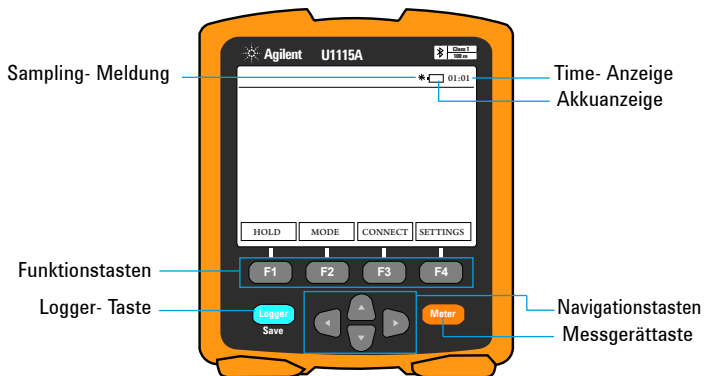 Agilent U1115A
Class 1
100 m
Sampling- Meldung
01:01
Time- Anzeige
Akkuanzeige
HOLD MODE CONNECT SETTINGS
Funktionstasten
F1 F2 F3 F4
Logger- Taste
Logger
Save
Meter
Navigationstasten
Messgerättaste